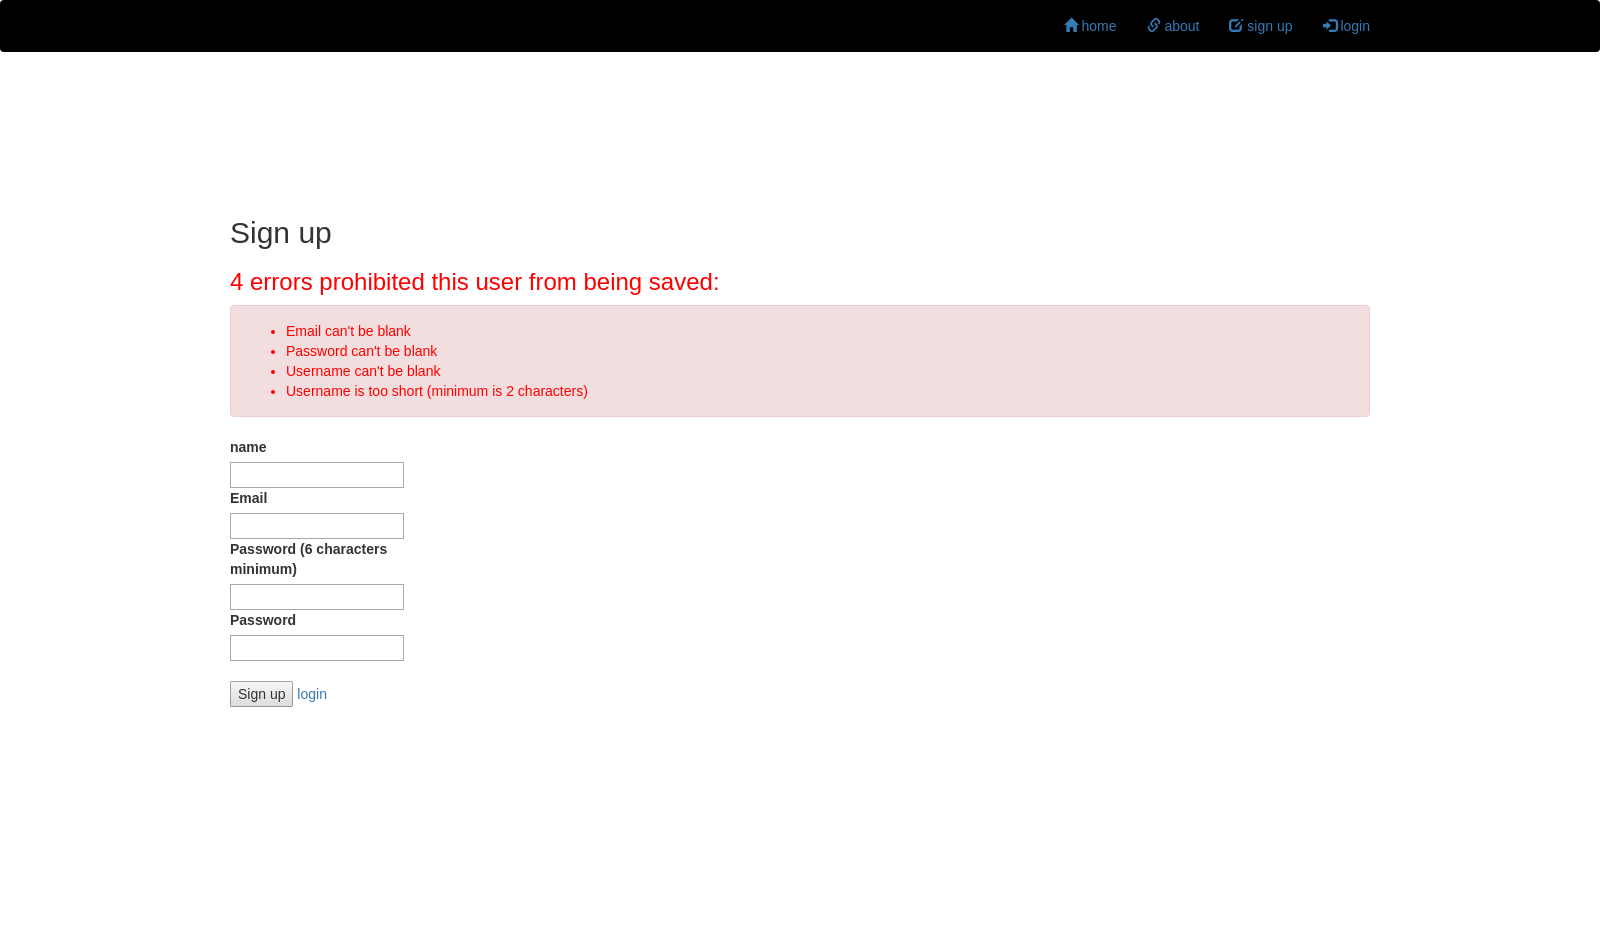 home about sign up login
Sign up
4 errors prohibited this user from being saved:
Email can't be blank
Password can't be blank
Username can't be blank
Username is too short (minimum is 2 characters)
name
Email
Password (6 characters
minimum)
Password
Sign up login